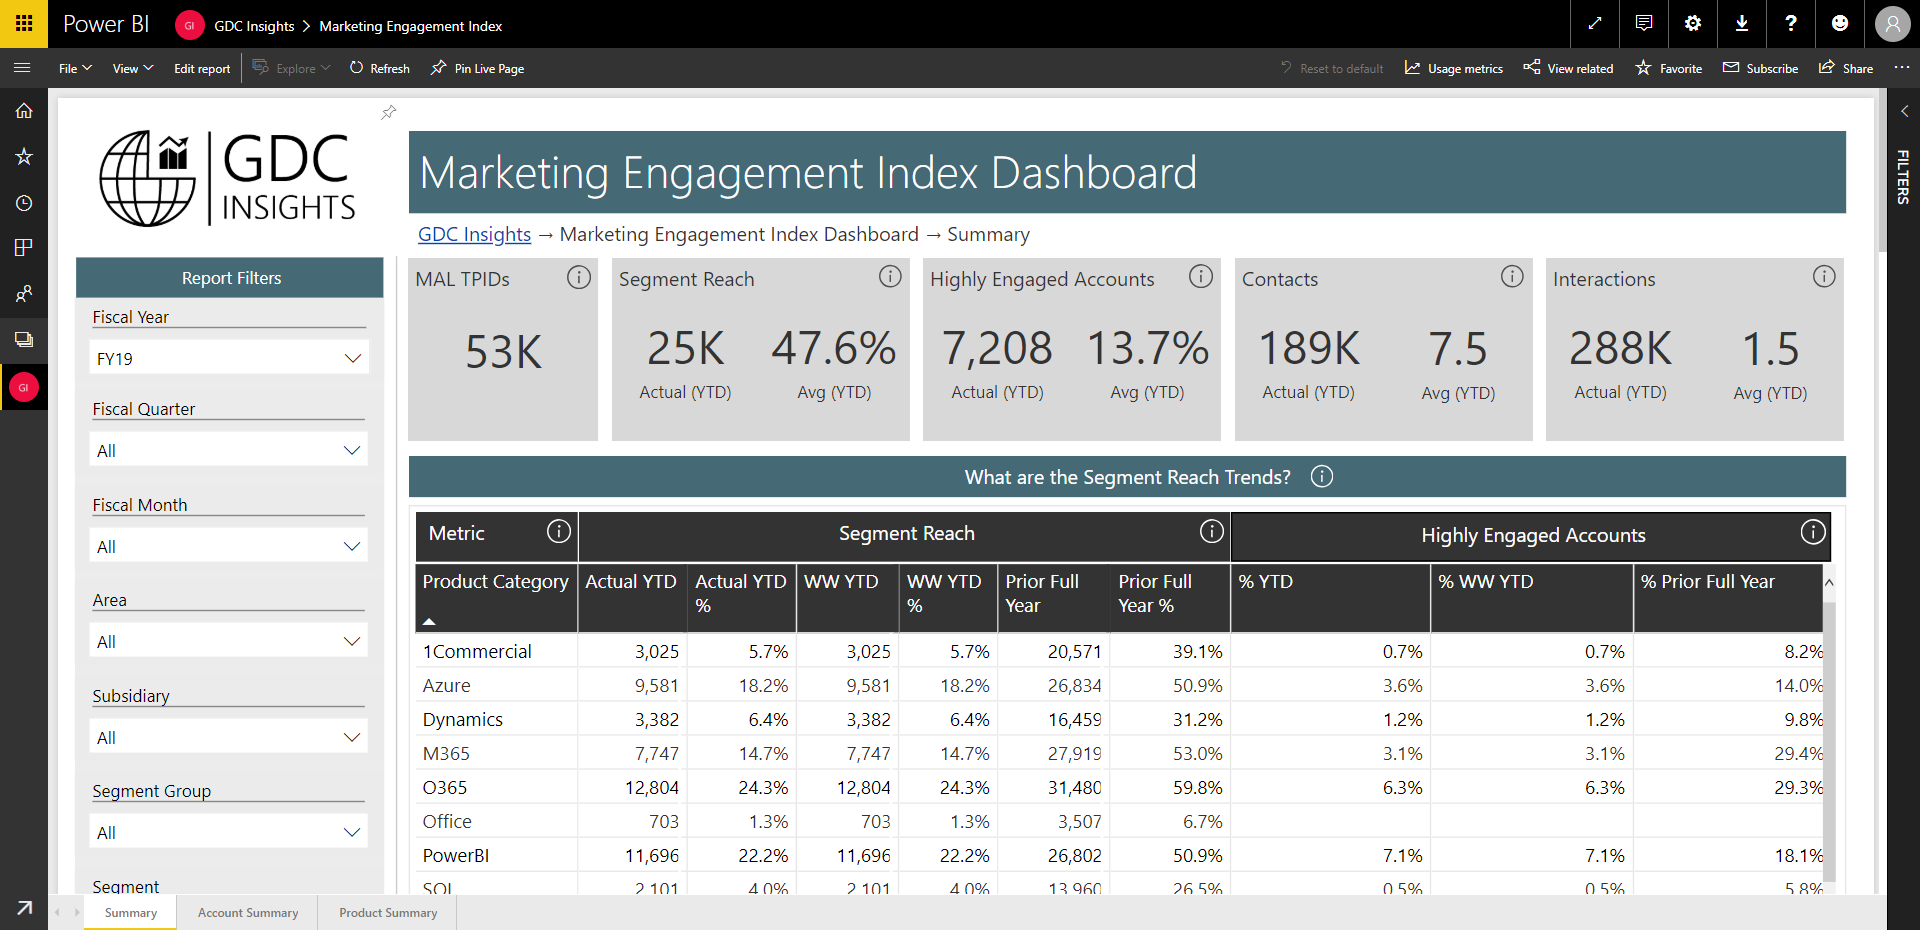 Power BI GI GDC Insights > Marketing Engagement Index
File View Edit report Explore Refresh Pin Live Page Reset to default Usage metrics View related Favorite Subscribe Share ...
GDC
INSIGHTS
Marketing Engagement Index Dashboard
GDC Insights → Marketing Engagement Index Dashboard → Summary
FILTERS
GI
Report Filters
Fiscal Year
FY19
Fiscal Quarter
All
Fiscal Month
All
Area
All
Subsidiary
All
Segment Group
All
Segment
MAL TPIDs
53K
Segment Reach
25K 47.6%
Actual (YTD) Avg (YTD)
Highly Engaged Accounts
7,208 13.7%
Actual (YTD) Avg (YTD)
Contacts
189K 7.5
Actual (YTD) Avg (YTD)
Interactions
288K 1.5
Actual (YTD) Avg (YTD)
What are the Segment Reach Trends?
Metric Segment Reach Highly Engaged Accounts
Product Category Actual YTD Actual YTD % WW YTD WW YTD % Prior Full Year Prior Full Year % % YTD % WW YTD % Prior Full Year
1Commercial 3,025 5.7% 3,025 5.7% 20,571 39.1% 0.7% 0.7% 8.2%
Azure 9,581 18.2% 9,581 18.2% 26,834 50.9% 3.6% 3.6% 14.0%
Dynamics 3,382 6.4% 3,382 6.4% 16,459 31.2% 1.2% 1.2% 9.8%
M365 7,747 14.7% 7,747 14.7% 27,919 53.0% 3.1% 3.1% 29.4%
O365 12,804 24.3% 12,804 24.3% 31,480 59.8% 6.3% 6.3% 29.3%
Office 703 1.3% 703 1.3% 3,507 6.7%
PowerBI 11,696 22.2% 11,696 22.2% 26,802 50.9% 7.1% 7.1% 18.1%
SQL 2,101 4.0% 2,101 4.0% 13,960 26.5% 0.5% 0.5% 5.8%
Summary Account Summary Product Summary